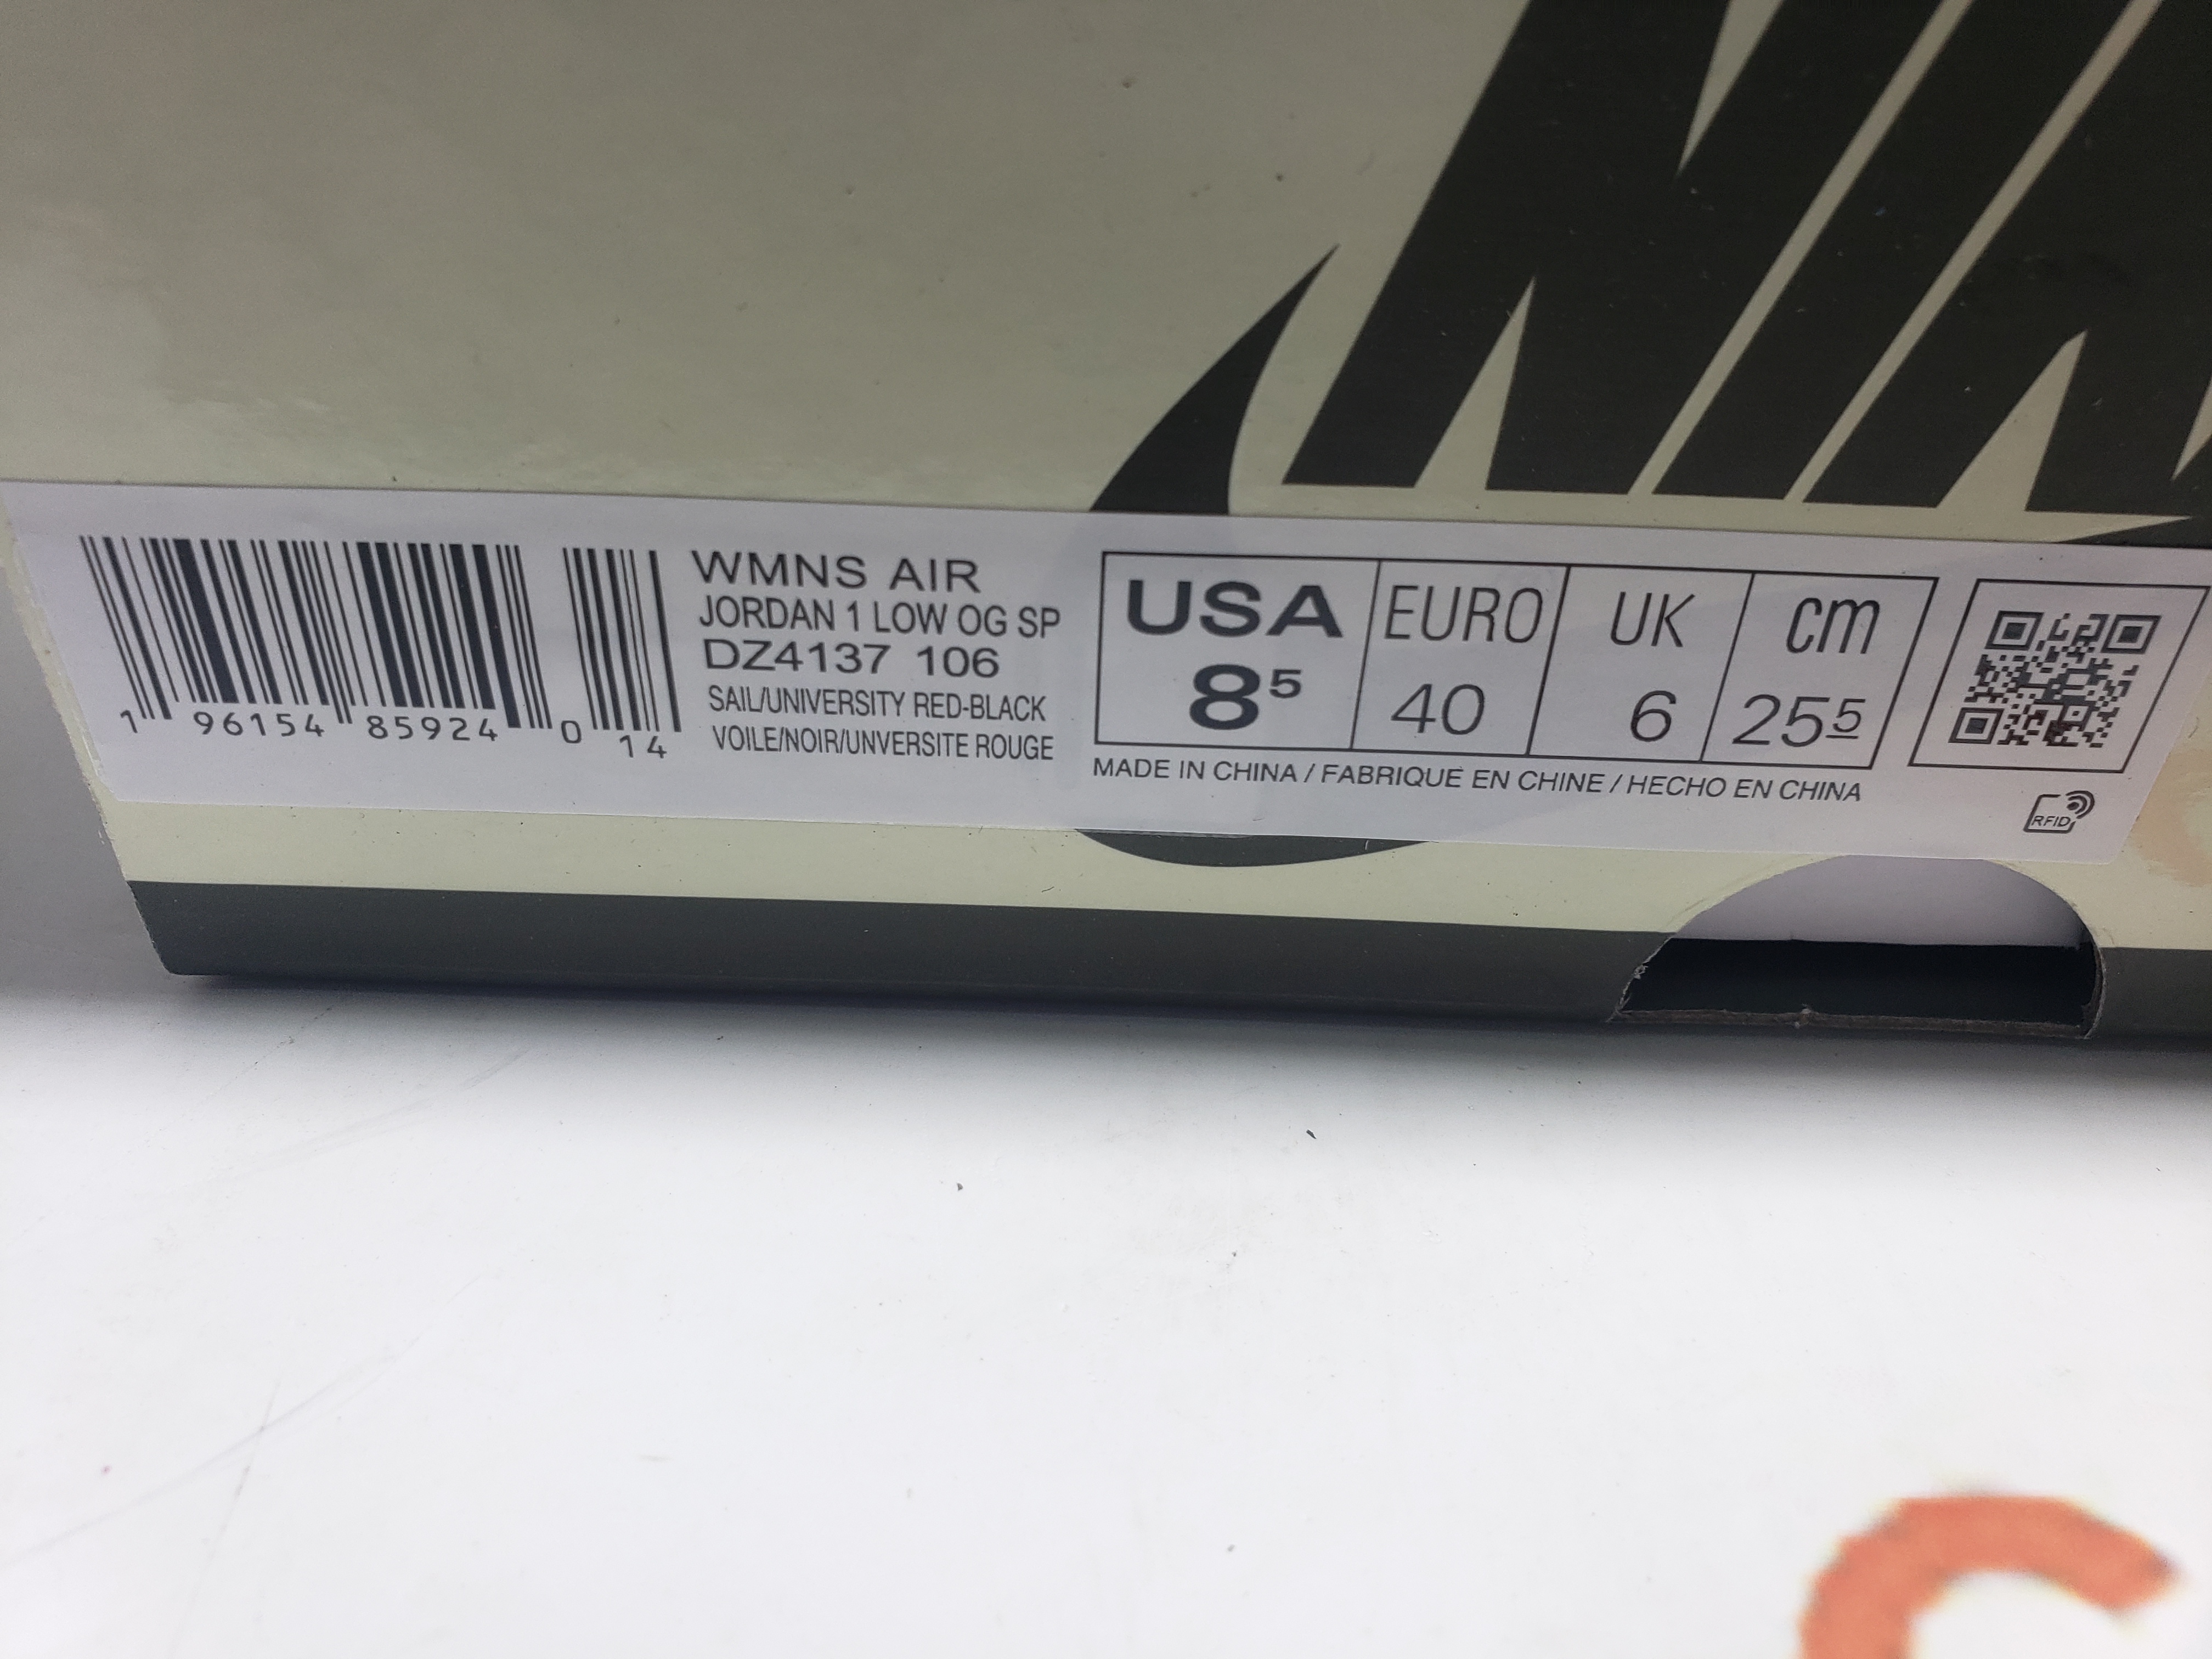 NIK
WMNS AIR
JORDAN 1 LOW OG SP
DZ4137 106
SAIL/UNIVERSITY RED-BLACK
VOILE/NOIR/UNVERSITE ROUGE
1 96154 85924 0 14
USA EURO UK cm
8⁵ 40 6 25⁵
MADE IN CHINA / FABRIQUE EN CHINE / HECHO EN CHINA
RFID